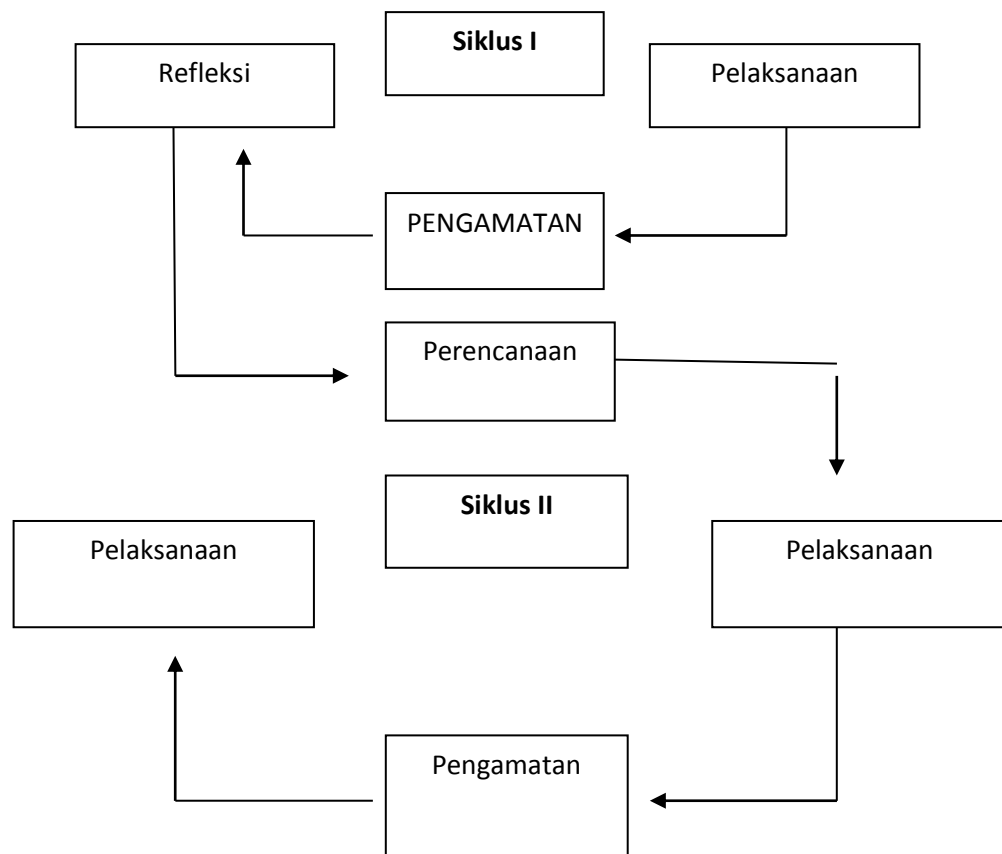 Siklus I
Refleksi
Pelaksanaan
PENGAMATAN
Perencanaan
Siklus II
Pelaksanaan
Pelaksanaan
Pengamatan